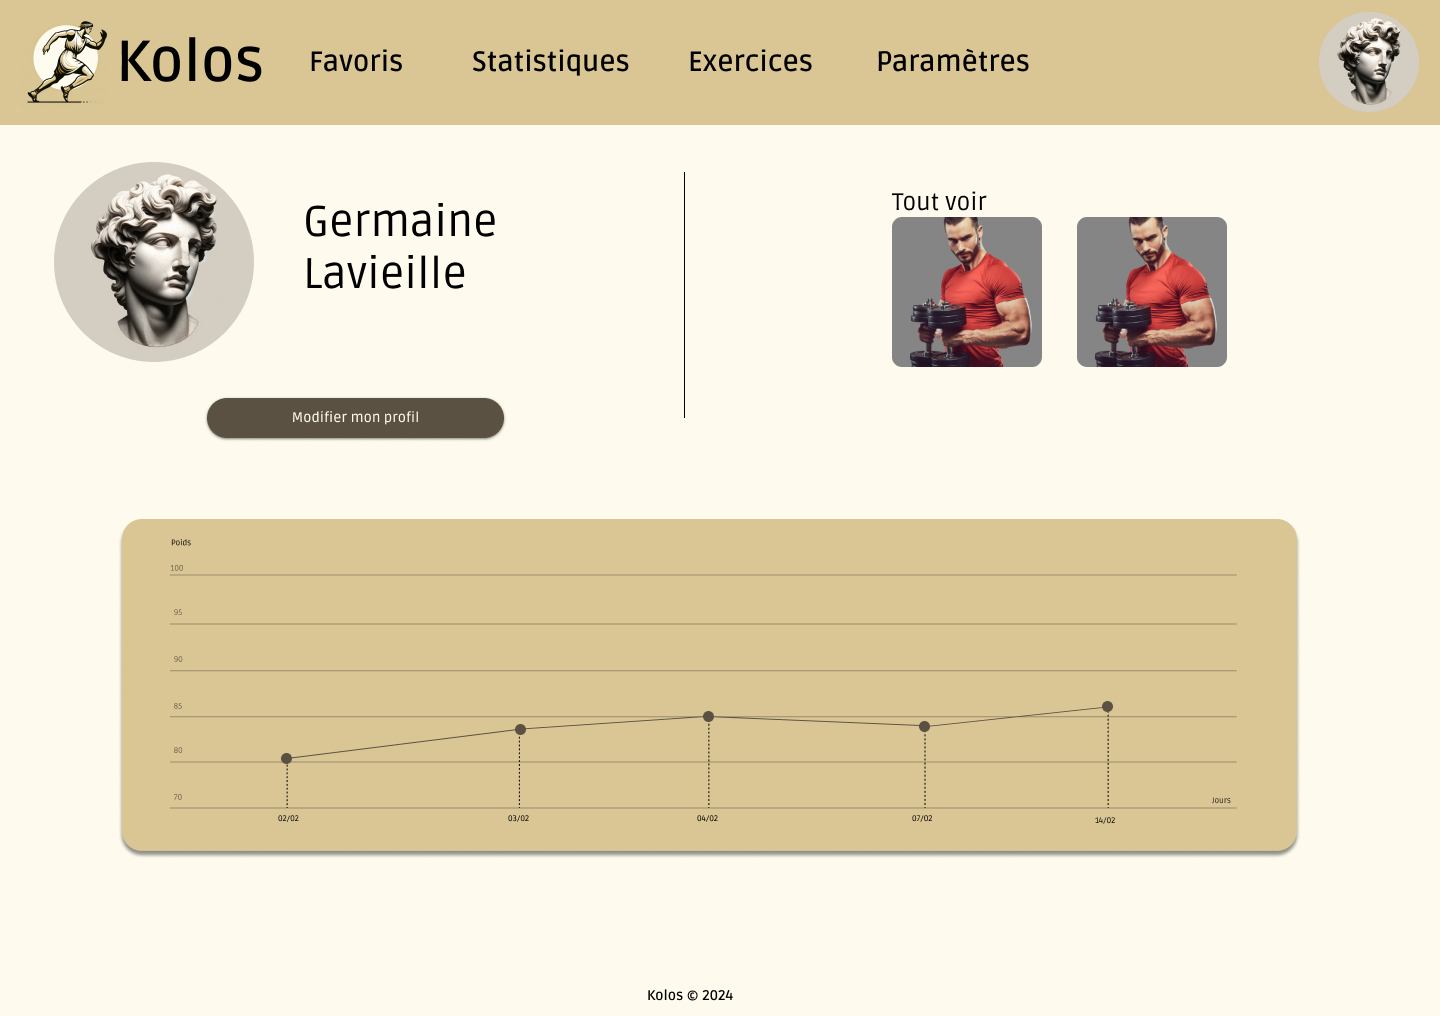 Kolos
Favoris
Statistiques
Exercices
Paramètres
Germaine
Lavieille
Tout voir
Modifier mon profil
Poids
100
95
90
85
80
70
Jours
02/02
03/02
04/02
07/02
14/02
Kolos © 2024